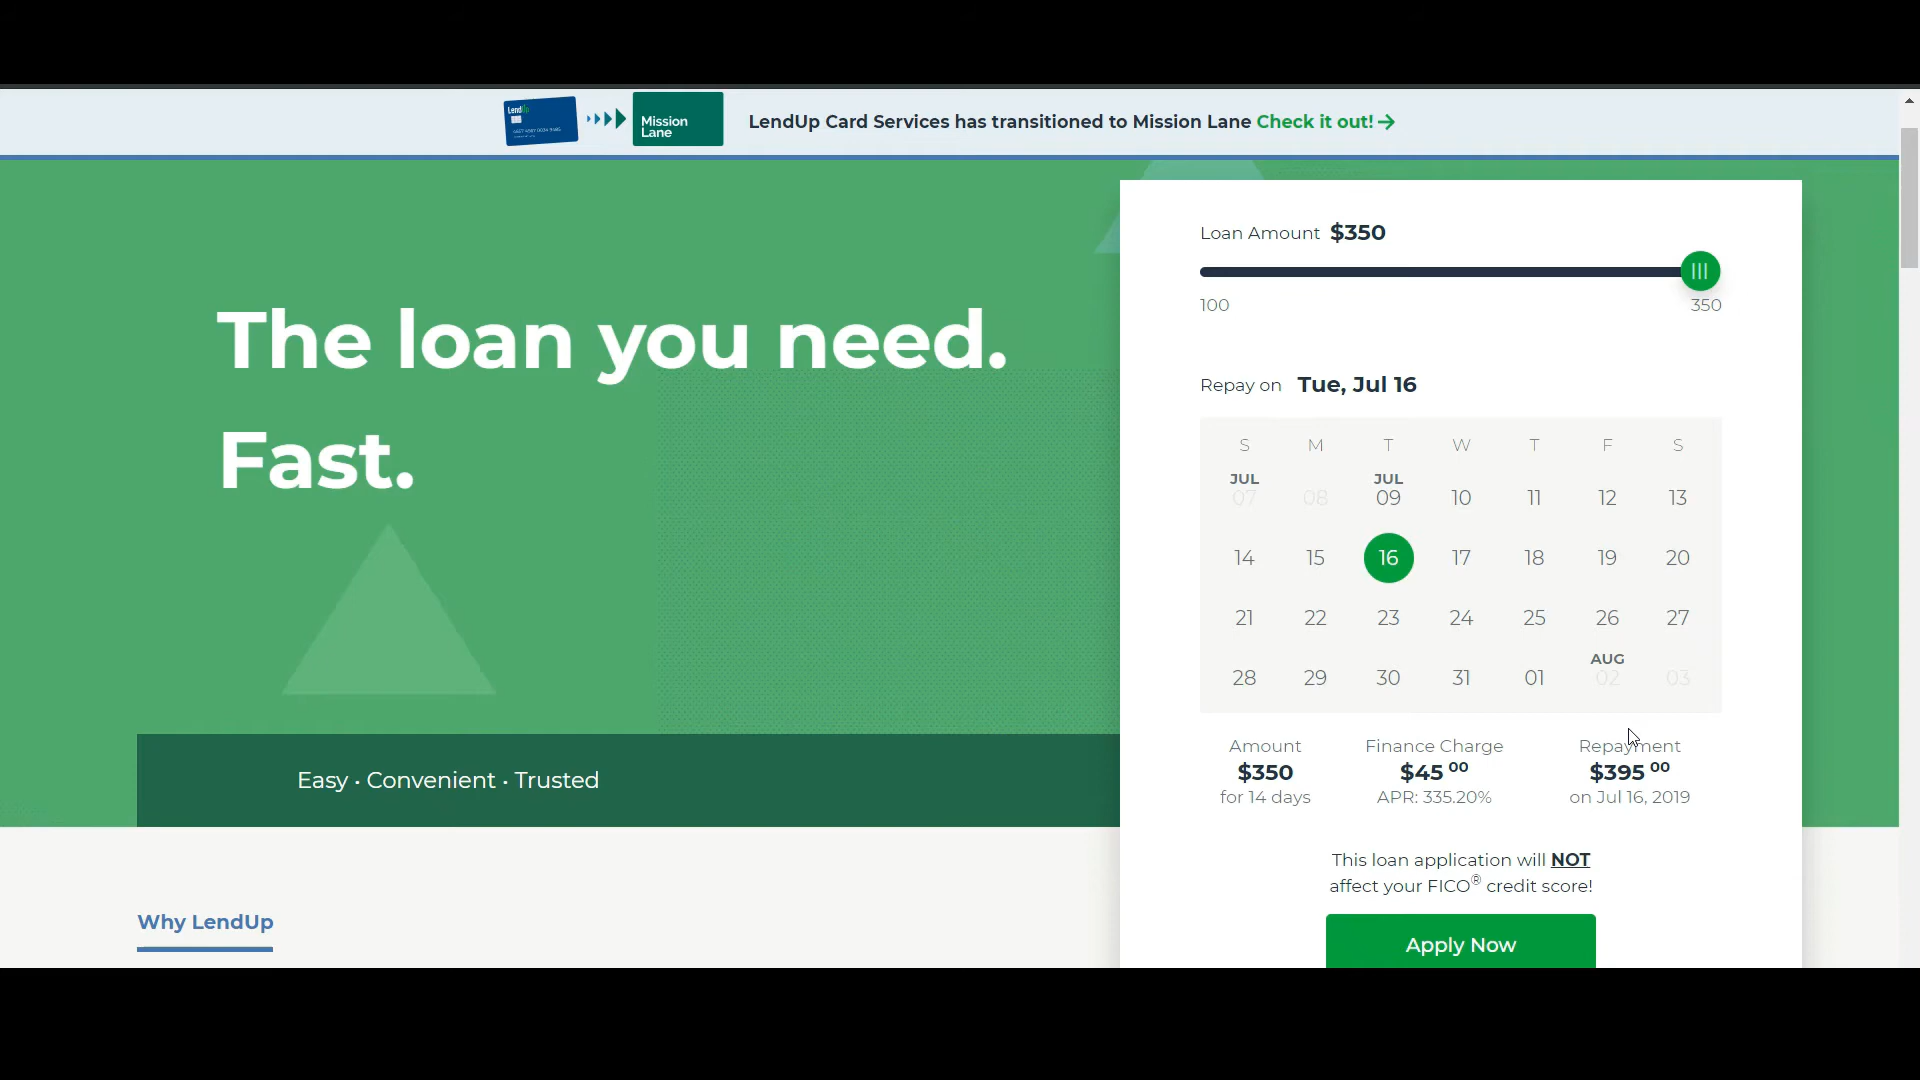 LendUp
Mission
Lane
LendUp Card Services has transitioned to Mission Lane Check it out!
The loan you need.
Fast.
Easy · Convenient · Trusted
Why LendUp
Loan Amount $350
100 350
Repay on Tue, Jul 16
S M T W T F S
JUL JUL
07 08 09 10 11 12 13
14 15 16 17 18 19 20
21 22 23 24 25 26 27
AUG
28 29 30 31 01 02 03
Amount Finance Charge Repayment
$350 $45 00 $395 00
for 14 days APR: 335.20% on Jul 16, 2019
This loan application will NOT
affect your FICO® credit score!
Apply Now